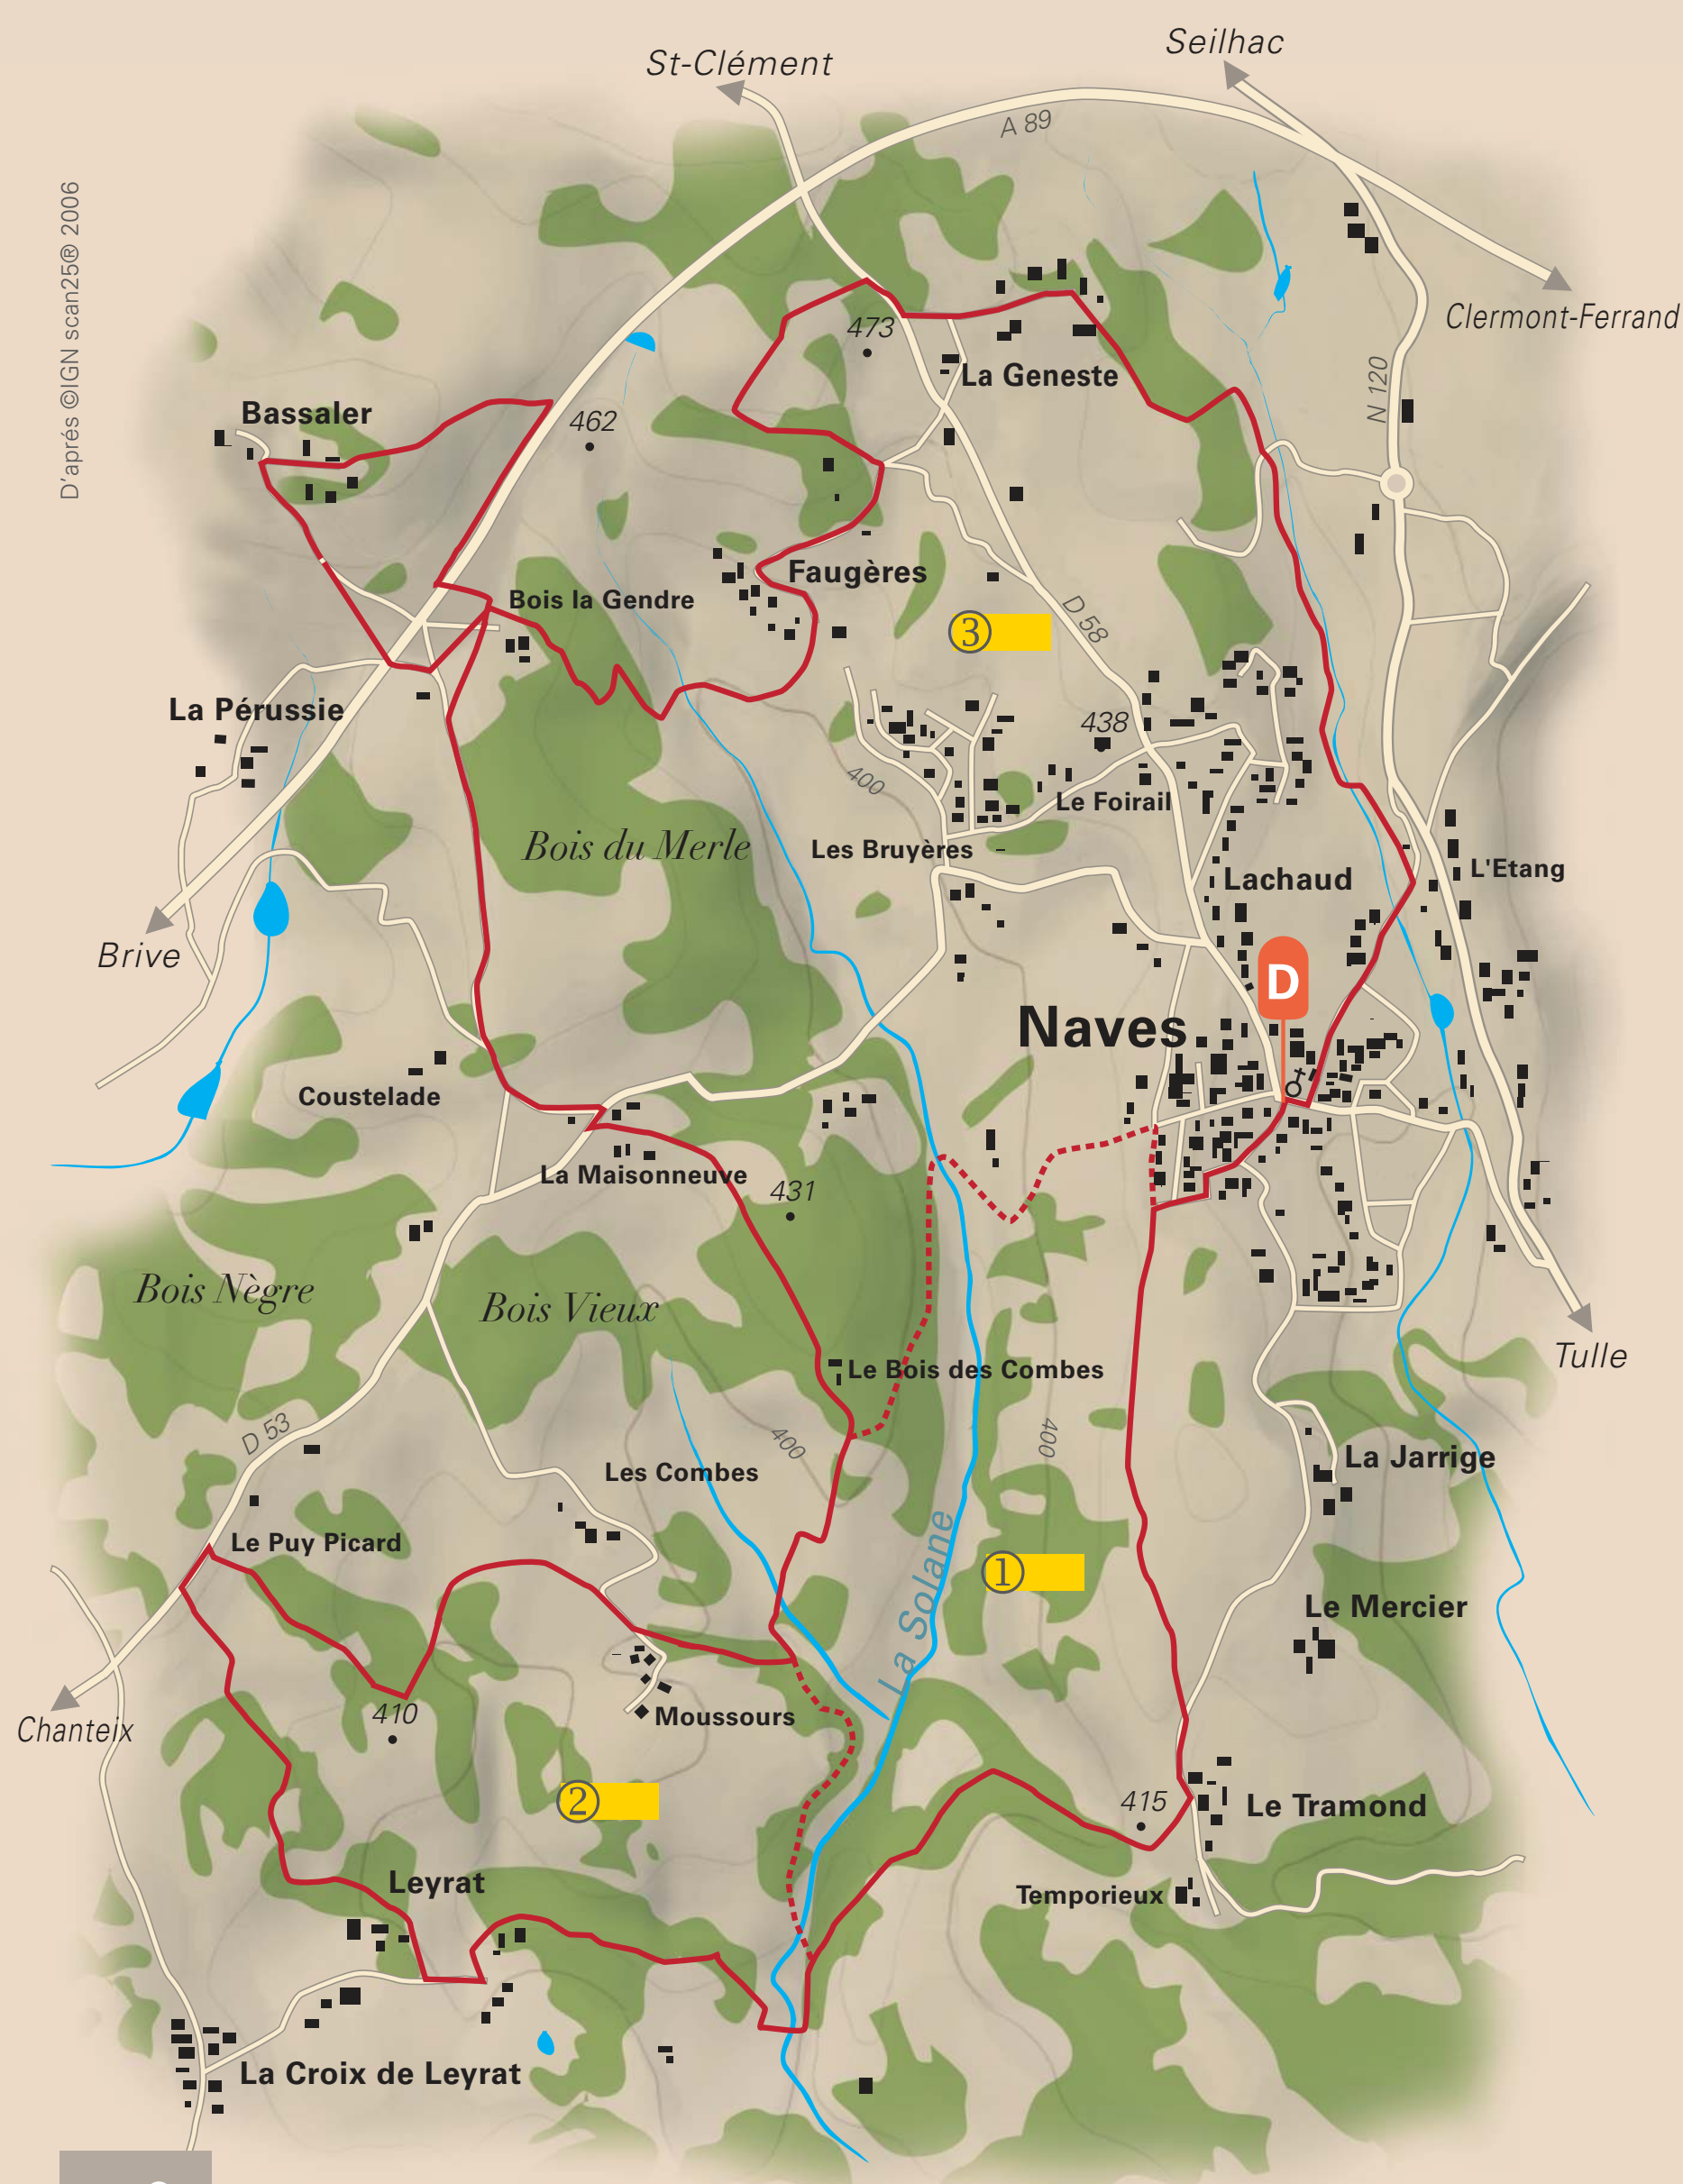 Seilhac
St-Clément
A 89
D'aprés ©IGN scan25® 2006
Clermont-Ferrand
473
La Geneste
N 120
Bassaler
462
Faugères
Bois la Gendre
3
D 58
La Pérussie
438
400
Le Foirail
Bois du Merle
Les Bruyères
L'Etang
Lachaud
Brive
D
Naves
Coustelade
La Maisonneuve
431
Bois Nègre
Bois Vieux
Tulle
Le Bois des Combes
D 53
400
400
La Jarrige
Les Combes
Le Puy Picard
La Solane
1
Le Mercier
Chanteix
410
Moussours
2
415
Le Tramond
Leyrat
Temporieux
La Croix de Leyrat